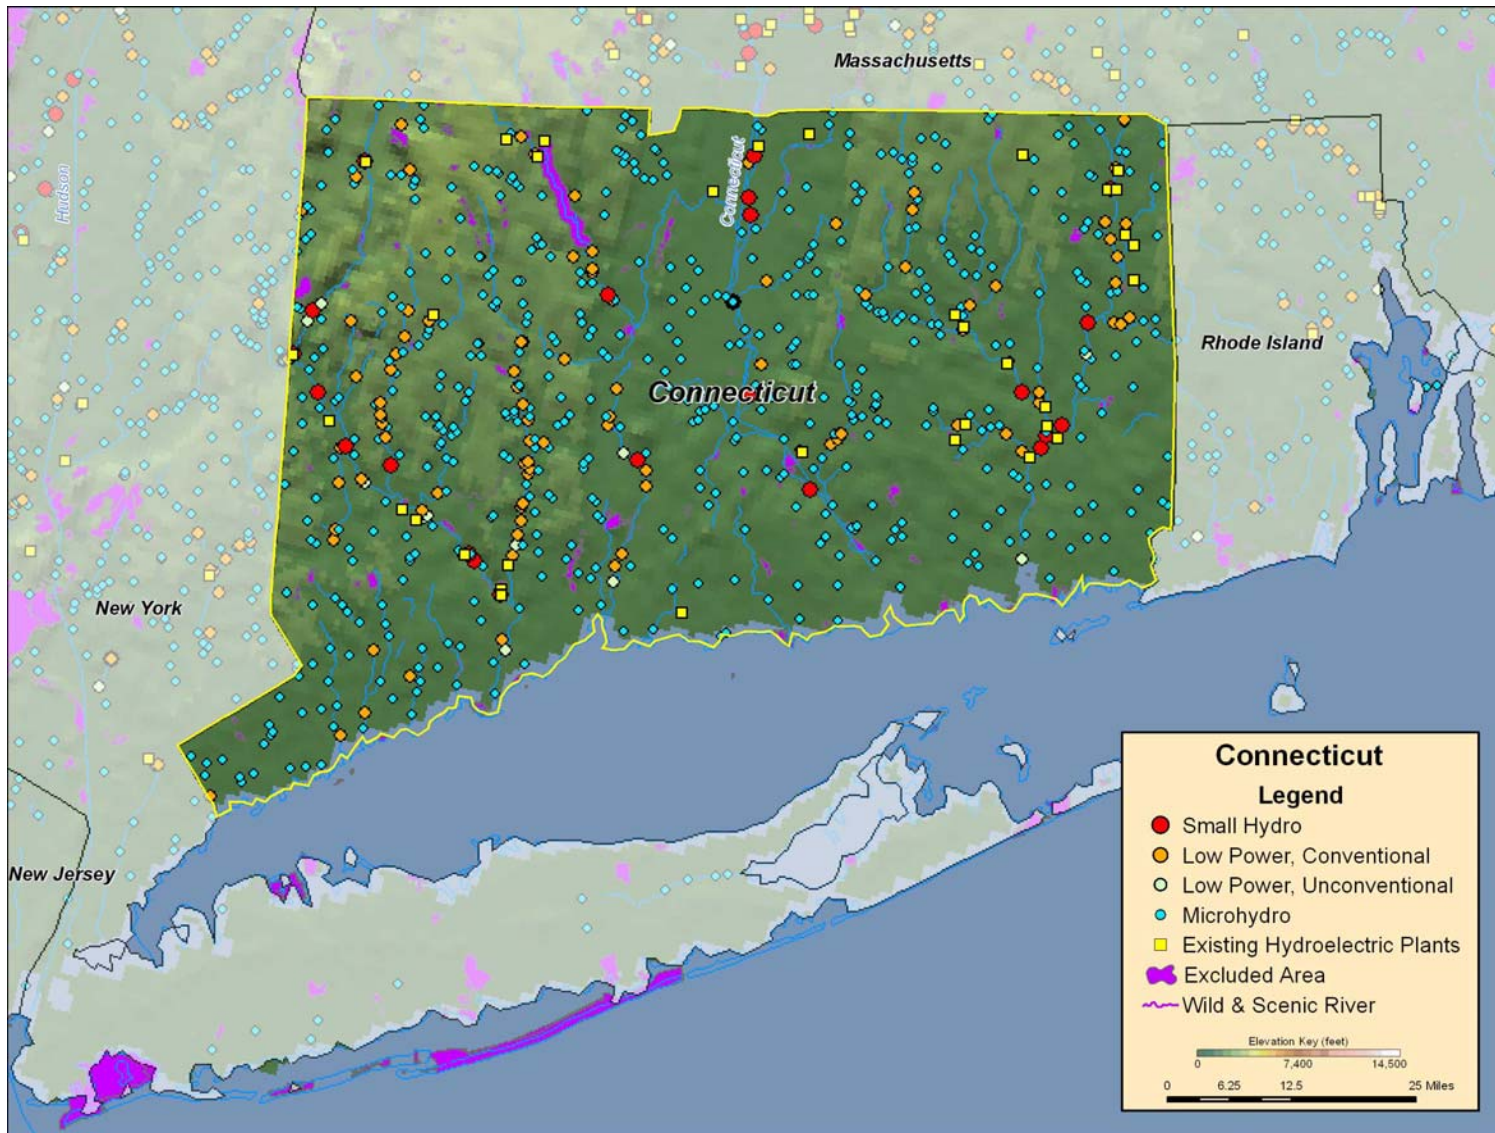 Massachusetts
Hudson
Connecticut
Rhode Island
Connecticut
New York
New Jersey
Connecticut
Legend
Small Hydro
Low Power, Conventional
Low Power, Unconventional
Microhydro
Existing Hydroelectric Plants
Excluded Area
Wild & Scenic River
Elevation Key (feet)
0 7,400 14,500
0 6.25 12.5 25 Miles